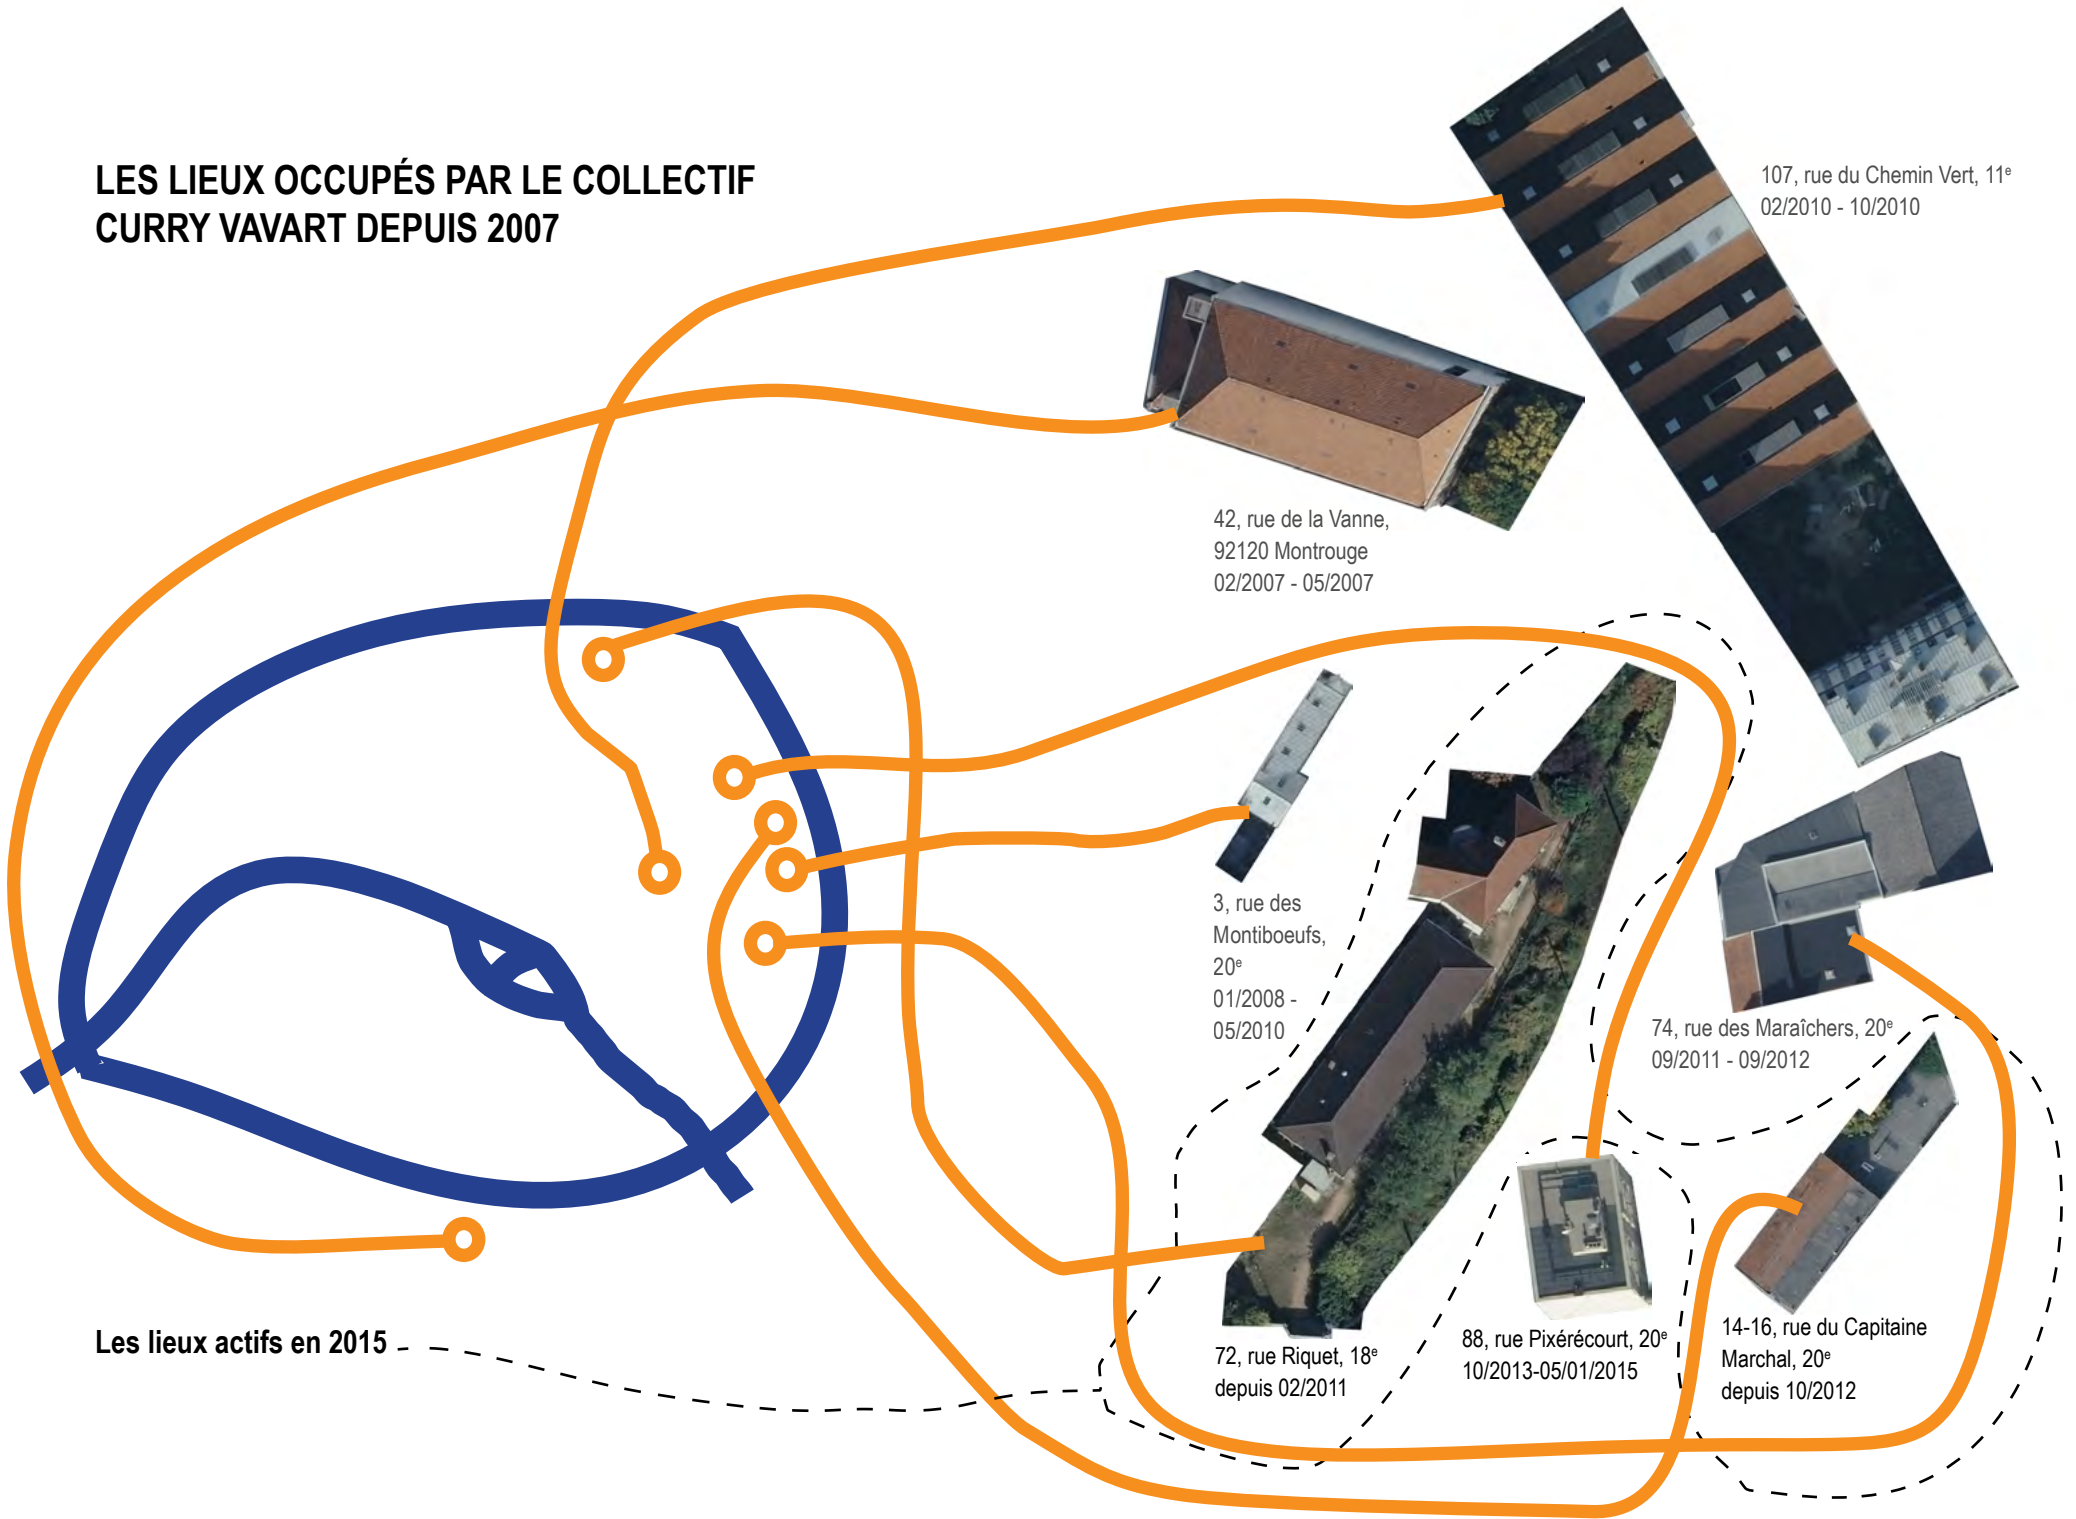 LES LIEUX OCCUPÉS PAR LE COLLECTIF
CURRY VAVART DEPUIS 2007
107, rue du Chemin Vert, 11e
02/2010 - 10/2010
42, rue de la Vanne,
92120 Montrouge
02/2007 - 05/2007
3, rue des
Montiboeufs,
20e
01/2008 -
05/2010
74, rue des Maraîchers, 20e
09/2011 - 09/2012
72, rue Riquet, 18e
depuis 02/2011
88, rue Pixérécourt, 20e
10/2013-05/01/2015
14-16, rue du Capitaine
Marchal, 20e
depuis 10/2012
Les lieux actifs en 2015